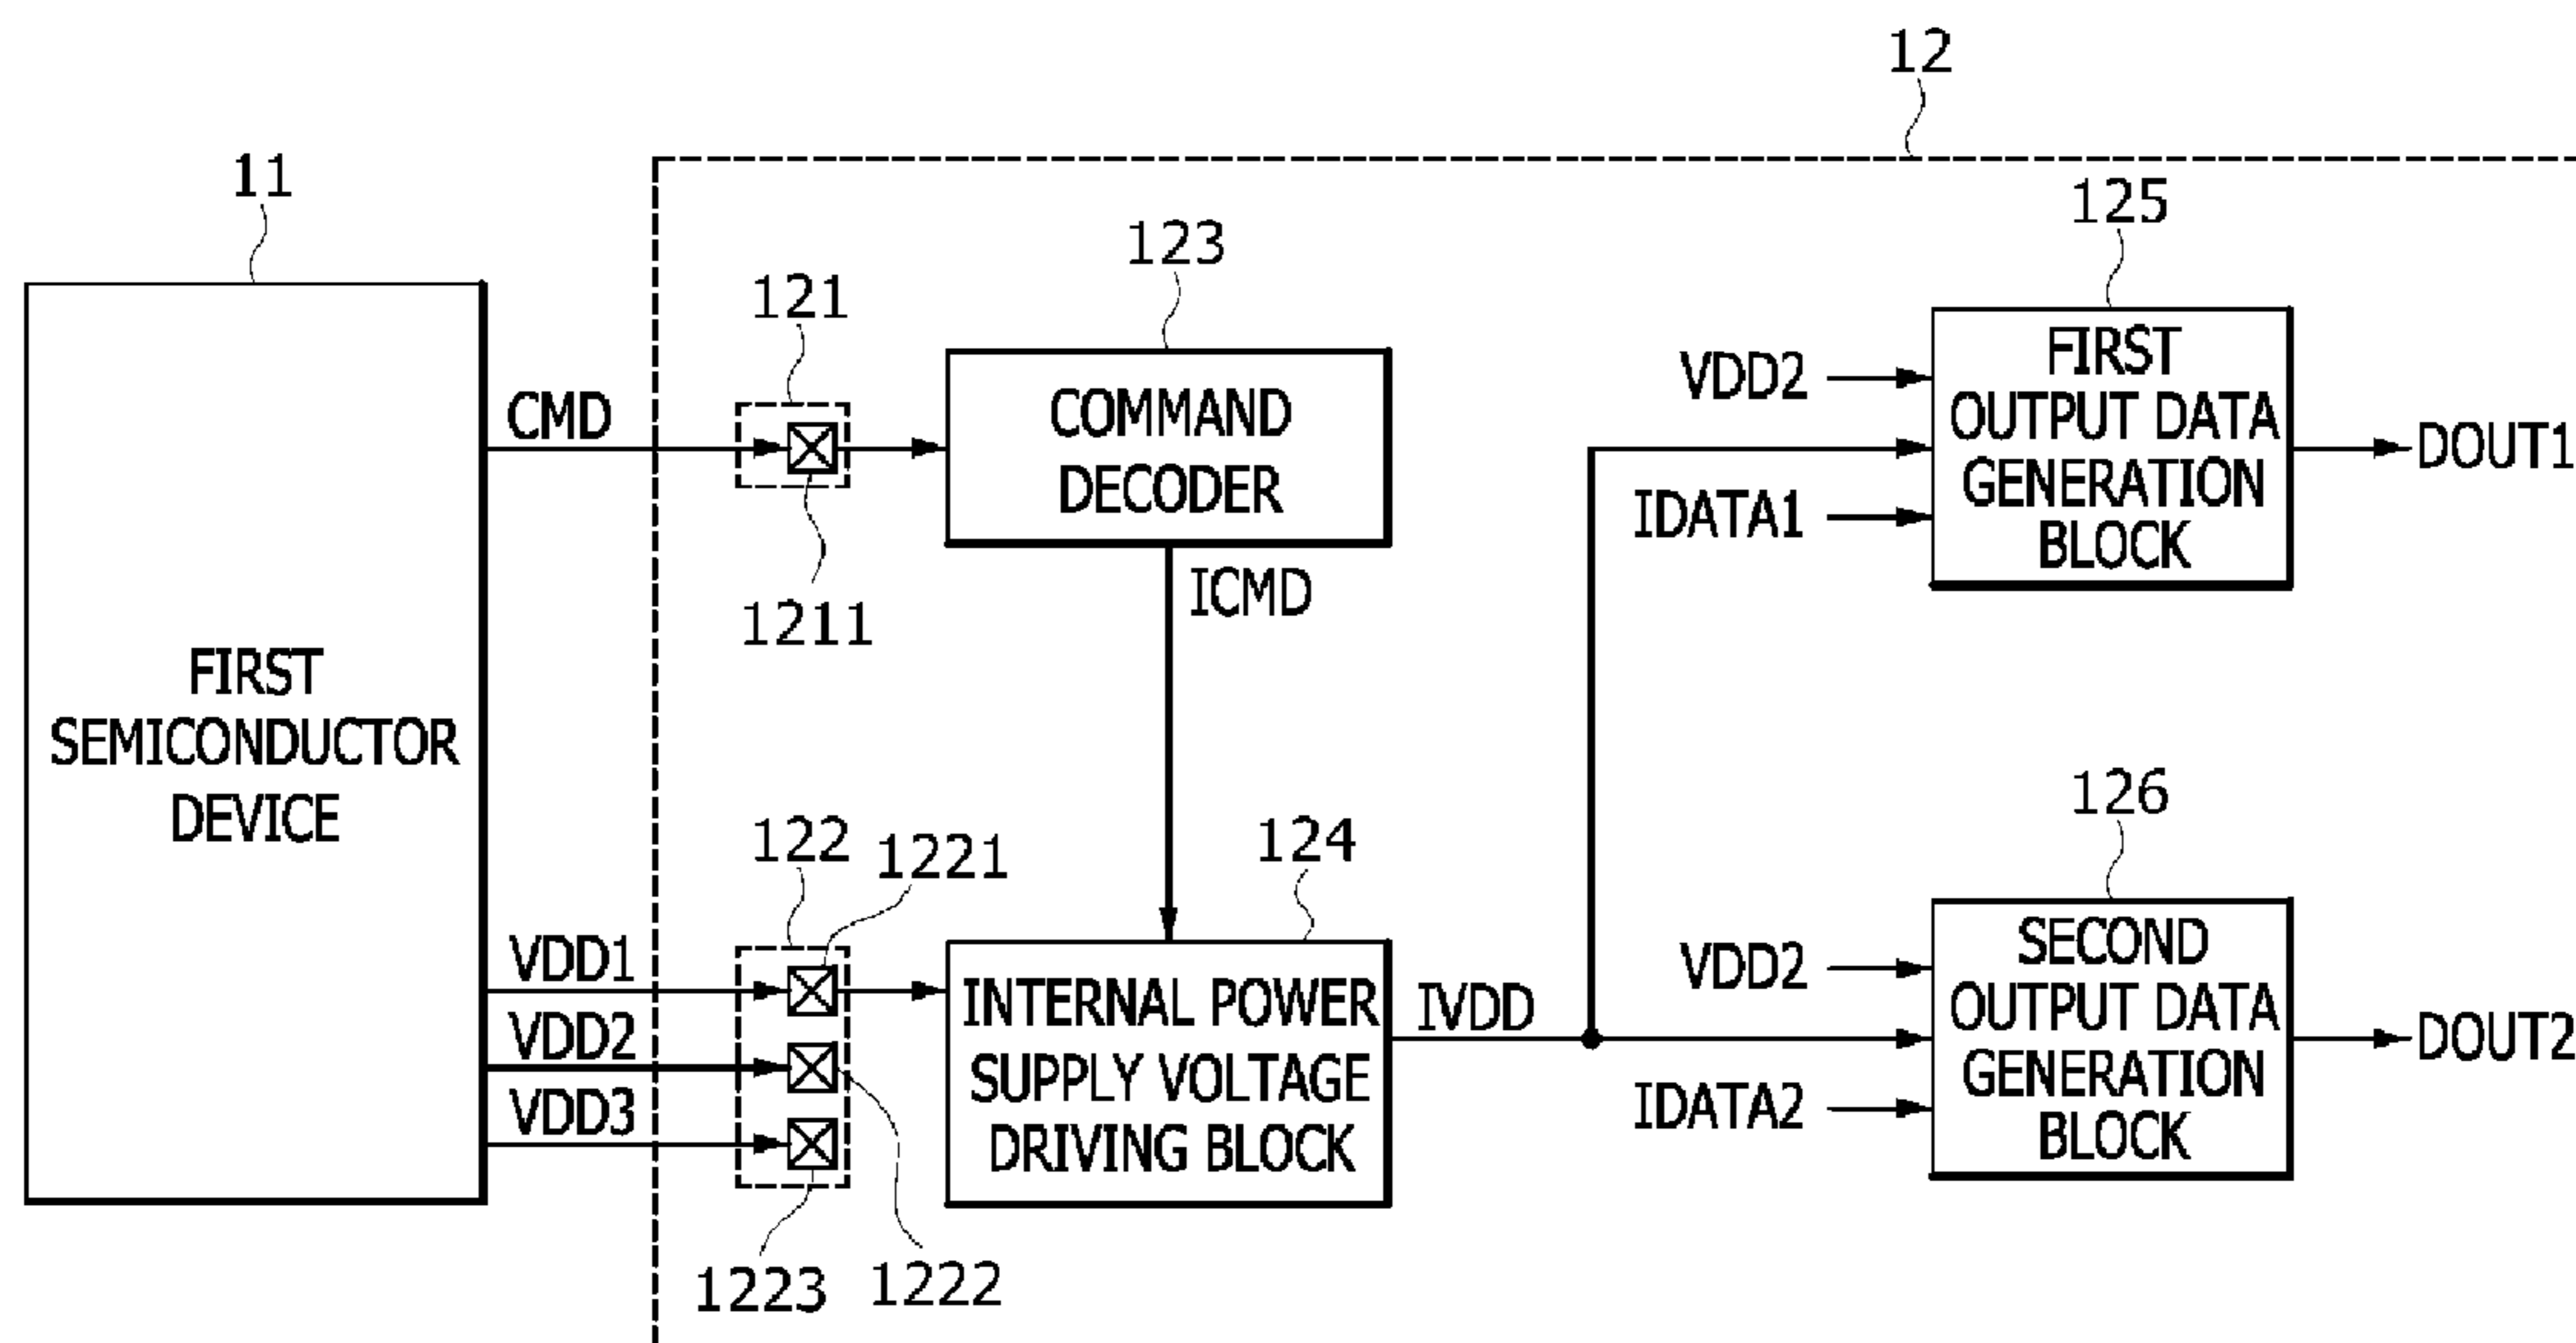 12
11
125
123
121
FIRST
OUTPUT DATA
GENERATION
BLOCK
VDD2
IDATA1
DOUT1
CMD
COMMAND
DECODER
1211
ICMD
FIRST
SEMICONDUCTOR
DEVICE
122
1221
124
126
VDD1
VDD2
VDD3
INTERNAL POWER
SUPPLY VOLTAGE
DRIVING BLOCK
IVDD
VDD2
IDATA2
SECOND
OUTPUT DATA
GENERATION
BLOCK
DOUT2
1223
1222